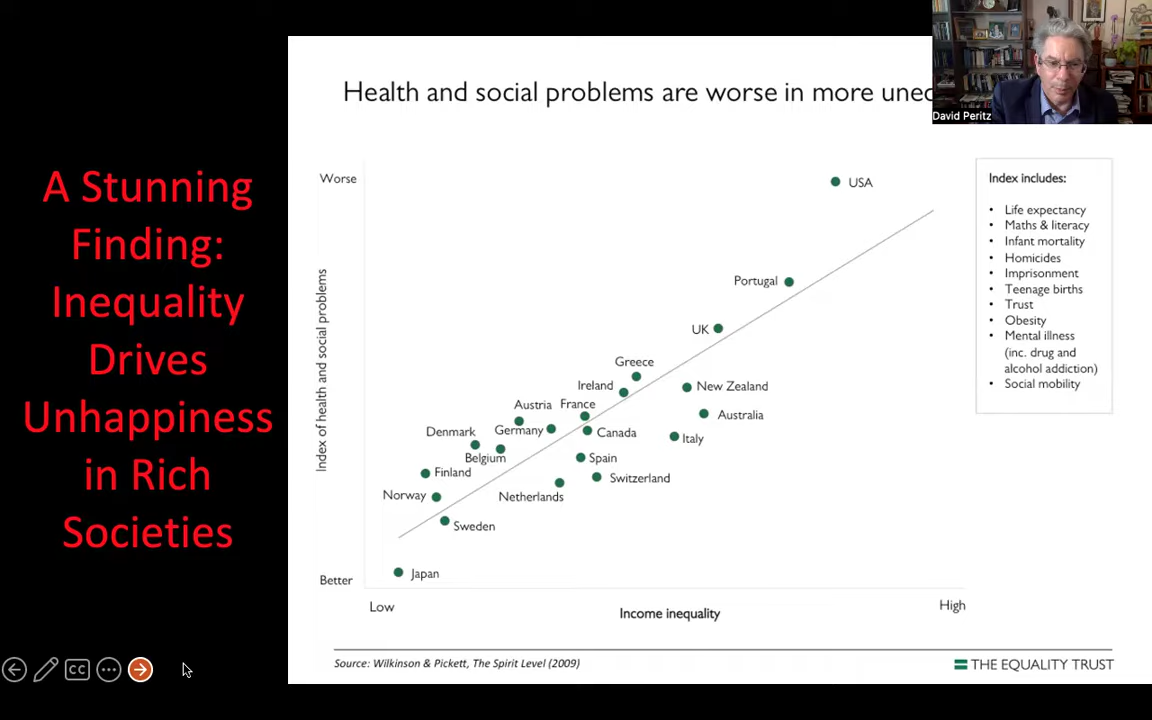 A Stunning
Finding:
Inequality
Drives
Unhappiness
in Rich
Societies
Health and social problems are worse in more
David Peritz
Worse
Better
Index of health and social problems
Low
Income inequality
High
USA
Portugal
UK
Greece
Ireland
New Zealand
Austria
France
Australia
Denmark
Germany
Canada
Italy
Belgium
Spain
Finland
Switzerland
Norway
Netherlands
Sweden
Japan
Index includes:
• Life expectancy
• Maths & literacy
• Infant mortality
• Homicides
• Imprisonment
• Teenage births
• Trust
• Obesity
• Mental illness
(inc. drug and
alcohol addiction)
• Social mobility
Source: Wilkinson & Pickett, The Spirit Level (2009)
THE EQUALITY TRUST
CC